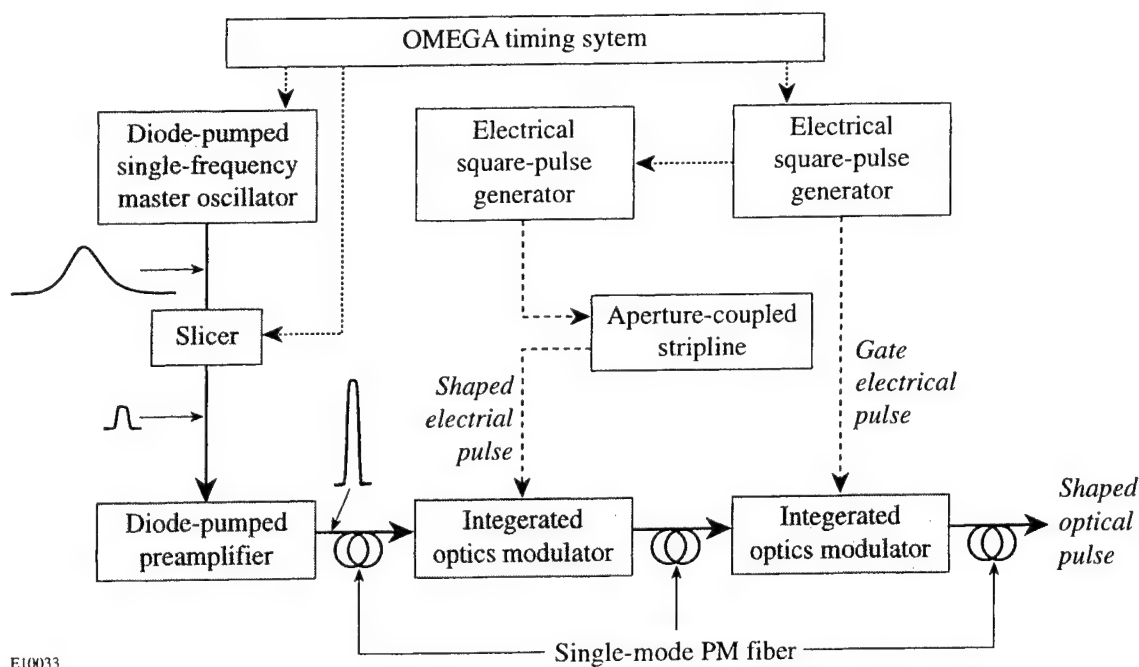 OMEGA timing sytem
Diode-pumped
single-frequency
master oscillator
Electrical
square-pulse
generator
Electrical
square-pulse
generator
Slicer
Aperture-coupled
stripline
Shaped
electrial
pulse
Gate
electrical
pulse
Diode-pumped
preamplifier
Integerated
optics modulator
Integerated
optics modulator
Shaped
optical
pulse
Single-mode PM fiber
E10033